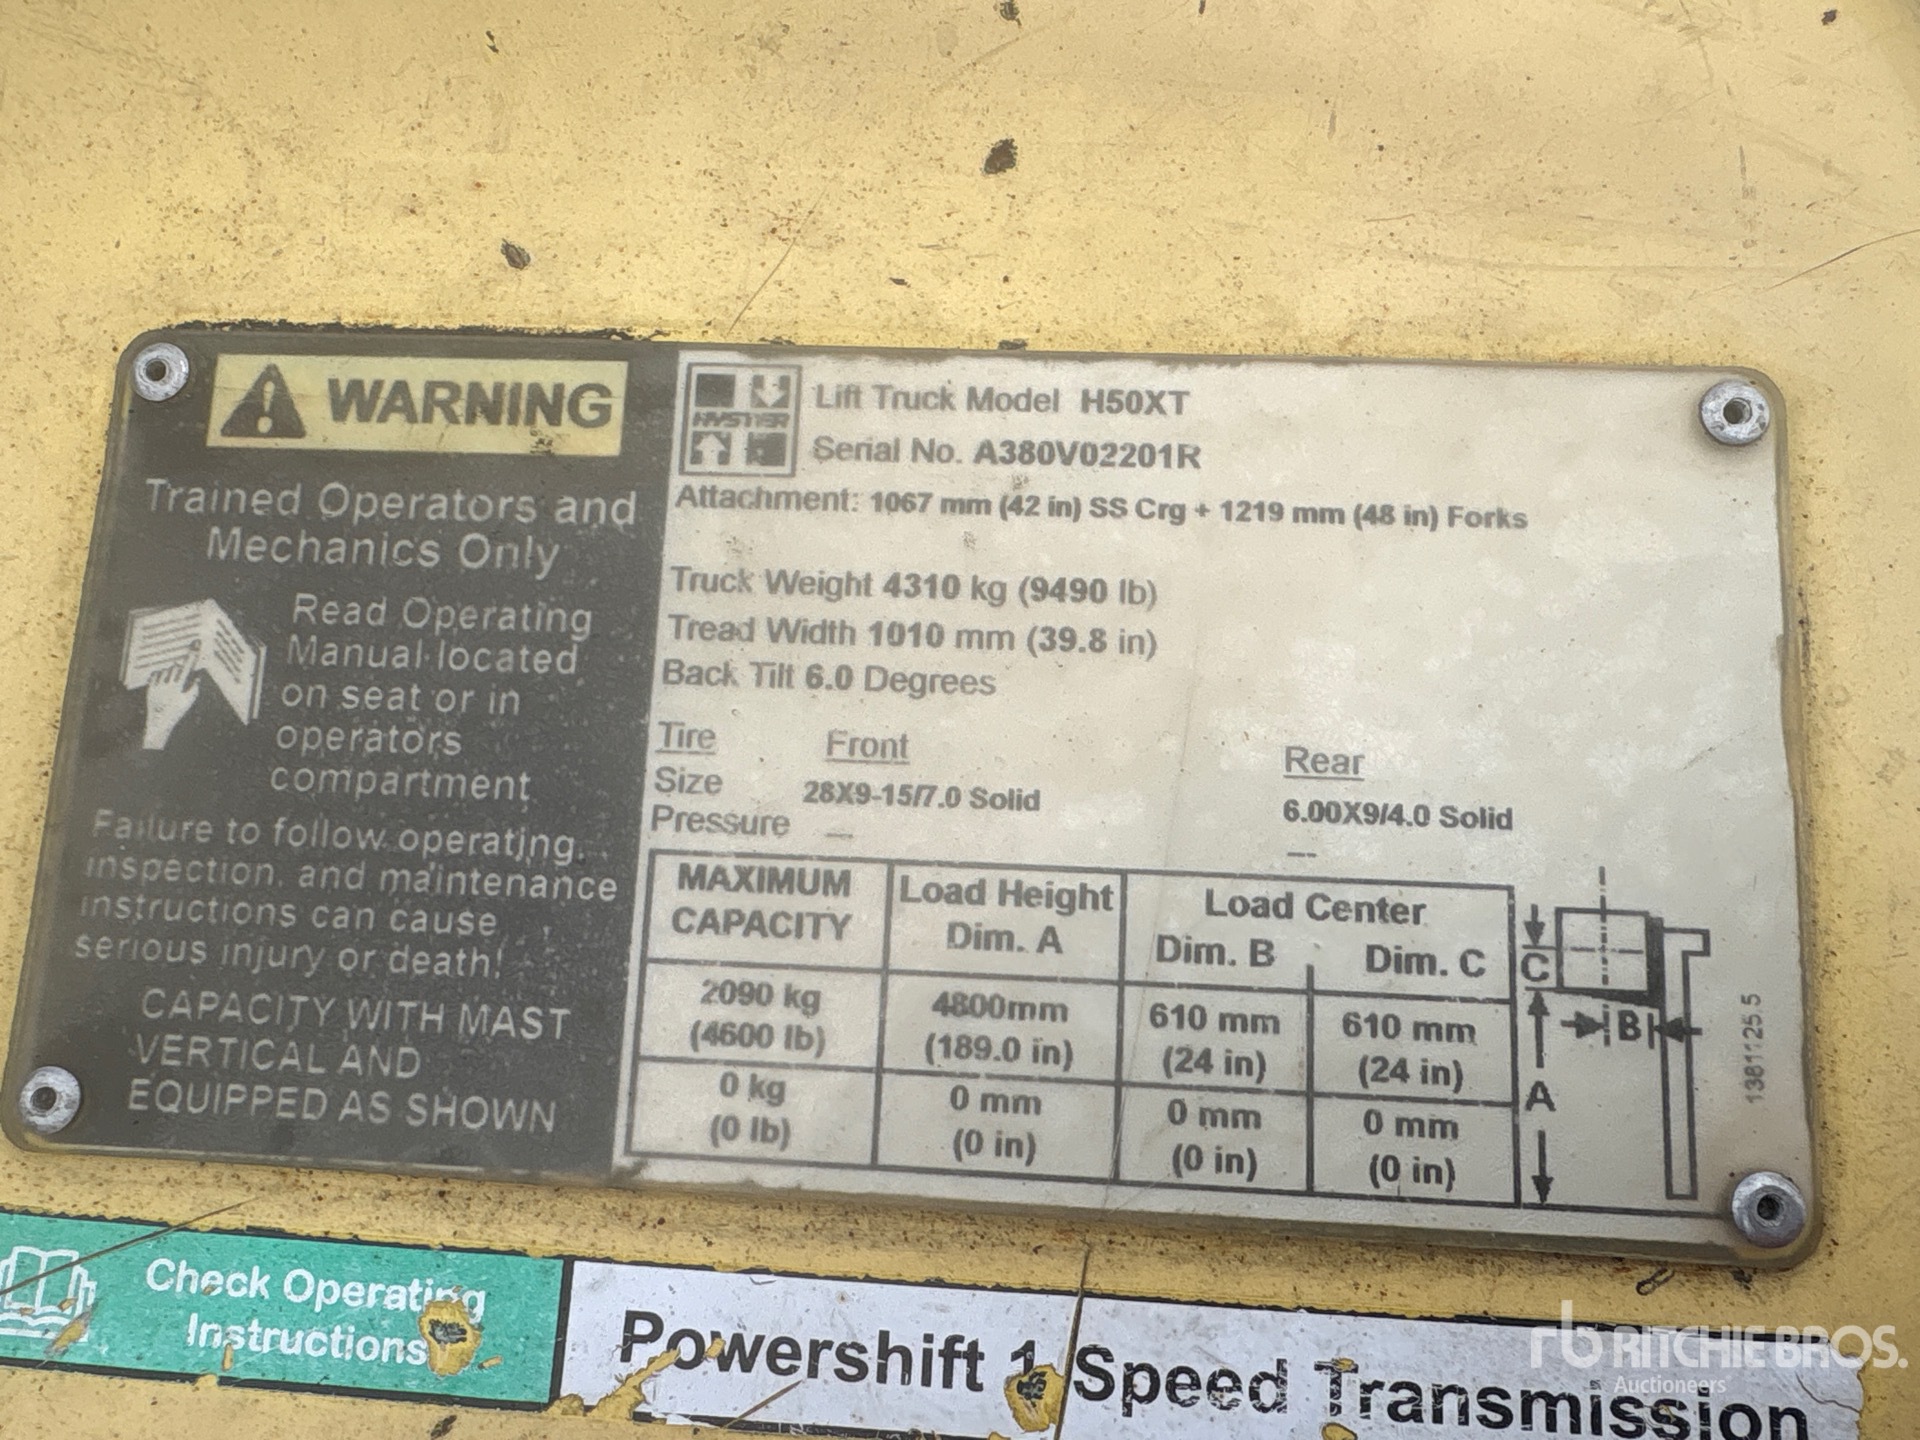 WARNING
Trained Operators and
Mechanics Only
Read Operating
Manual located
on seat or in
operators
compartment
Failure to follow operating,
inspection, and maintenance
instructions can cause
serious injury or death!
CAPACITY WITH MAST
VERTICAL AND
EQUIPPED AS SHOWN
HYSTER
Lift Truck Model H50XT
Serial No. A380V02201R
Attachment: 1067 mm (42 in) SS Crg + 1219 mm (48 in) Forks
Truck Weight 4310 kg (9490 lb)
Tread Width 1010 mm (39.8 in)
Back Tilt 6.0 Degrees
Tire Front Rear
Size 28X9-15/7.0 Solid 6.00X9/4.0 Solid
Pressure — —
MAXIMUM CAPACITY Load Height Dim. A Load Center Dim. B Dim. C
2090 kg 4800mm 610 mm 610 mm
(4600 lb) (189.0 in) (24 in) (24 in)
0 kg 0 mm 0 mm 0 mm
(0 lb) (0 in) (0 in) (0 in)
C
B
A
13811255
Check Operating
Instructions
Powershift 1 Speed Transmission
rb RITCHIE BROS.
Auctioneers